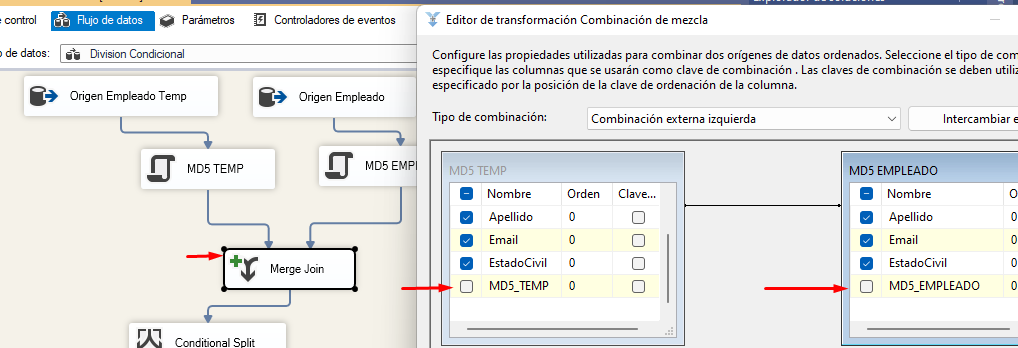 e control
Flujo de datos
Parámetros
Controladores de eventos
o de datos:
Division Condicional
Origen Empleado Temp
Origen Empleado
MD5 TEMP
MD5 EMP
Merge Join
Conditional Split
Editor de transformación Combinación de mezcla
Configure las propiedades utilizadas para combinar dos orígenes de datos ordenados. Seleccione el tipo de com
especifique las columnas que se usarán como clave de combinación . Las claves de combinación se deben utiliz
especificado por la posición de la clave de ordenación de la columna.
Tipo de combinación:
Combinación externa izquierda
Intercambiar e
MD5 TEMP
Nombre Orden Clave...
Apellido 0
Email 0
EstadoCivil 0
MD5_TEMP 0
MD5 EMPLEADO
Nombre O
Apellido 0
Email 0
EstadoCivil 0
MD5_EMPLEADO 0